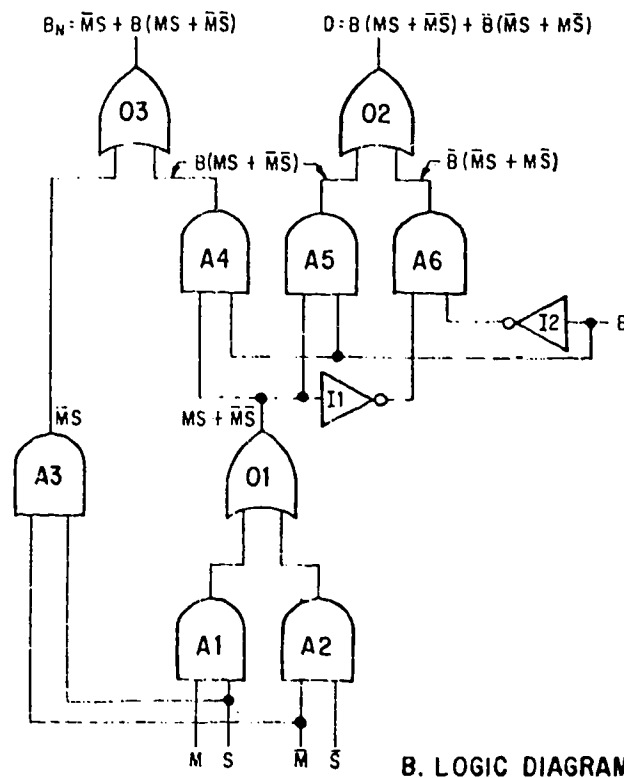 B_N = M̄S + B(MS + M̄S̄)
D = B(MS + M̄S̄) + B̄(M̄S + MS̄)
O3
O2
B(MS + M̄S̄)
B̄(M̄S + MS̄)
A4
A5
A6
I2
B
I1
M̄S
MS + M̄S̄
A3
O1
A1
A2
M
S
M̄
S̄
B. LOGIC DIAGRAM